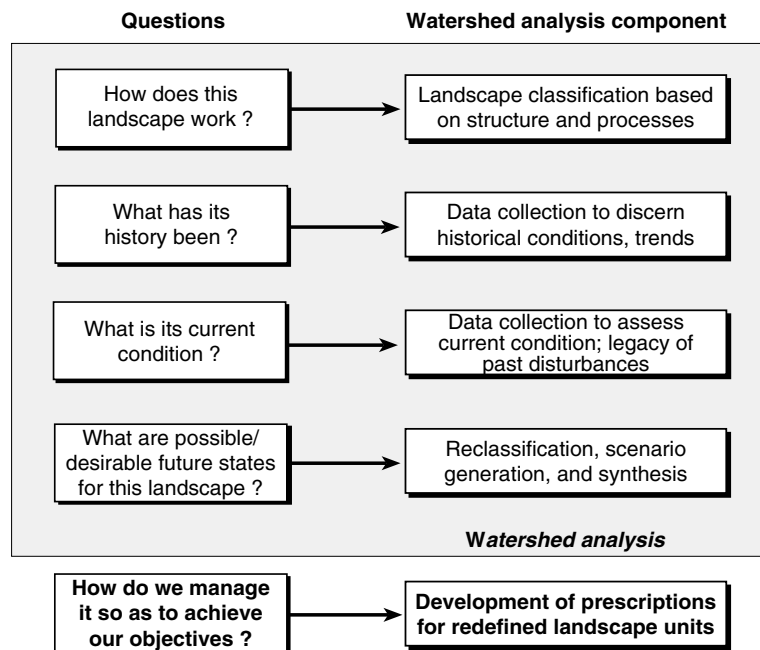 Questions
Watershed analysis component
How does this
landscape work ?
Landscape classification based
on structure and processes
What has its
history been ?
Data collection to discern
historical conditions, trends
What is its current
condition ?
Data collection to assess
current condition; legacy of
past disturbances
What are possible/
desirable future states
for this landscape ?
Reclassification, scenario
generation, and synthesis
Watershed analysis
How do we manage
it so as to achieve
our objectives ?
Development of prescriptions
for redefined landscape units